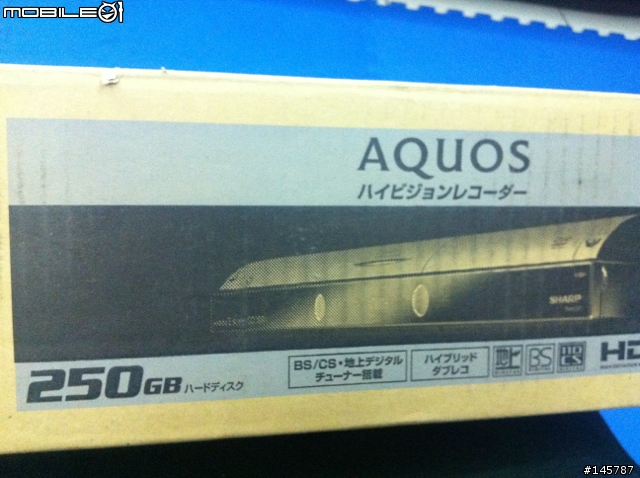 MOBILE01
AQUOS
ハイビジョンレコーダー
SHARP
250GB ハードディスク
BS/CS・地上デジタル
チューナー搭載
ハイブリッド
ダブレコ
BS
#145787